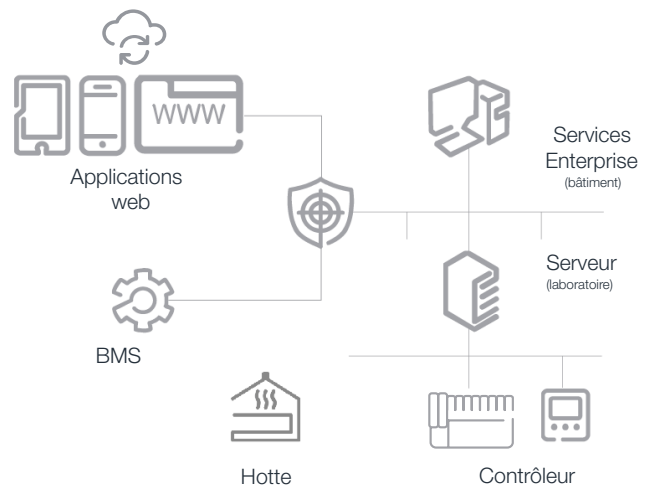 WWW
Applications
web
Services
Enterprise
(bâtiment)
Serveur
(laboratoire)
BMS
Hotte
Contrôleur